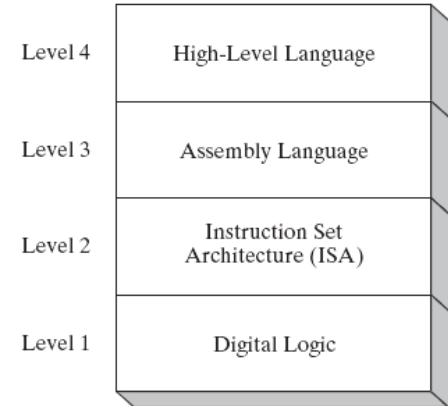 Level 4 High-Level Language
Level 3 Assembly Language
Level 2 Instruction Set
Architecture (ISA)
Level 1 Digital Logic